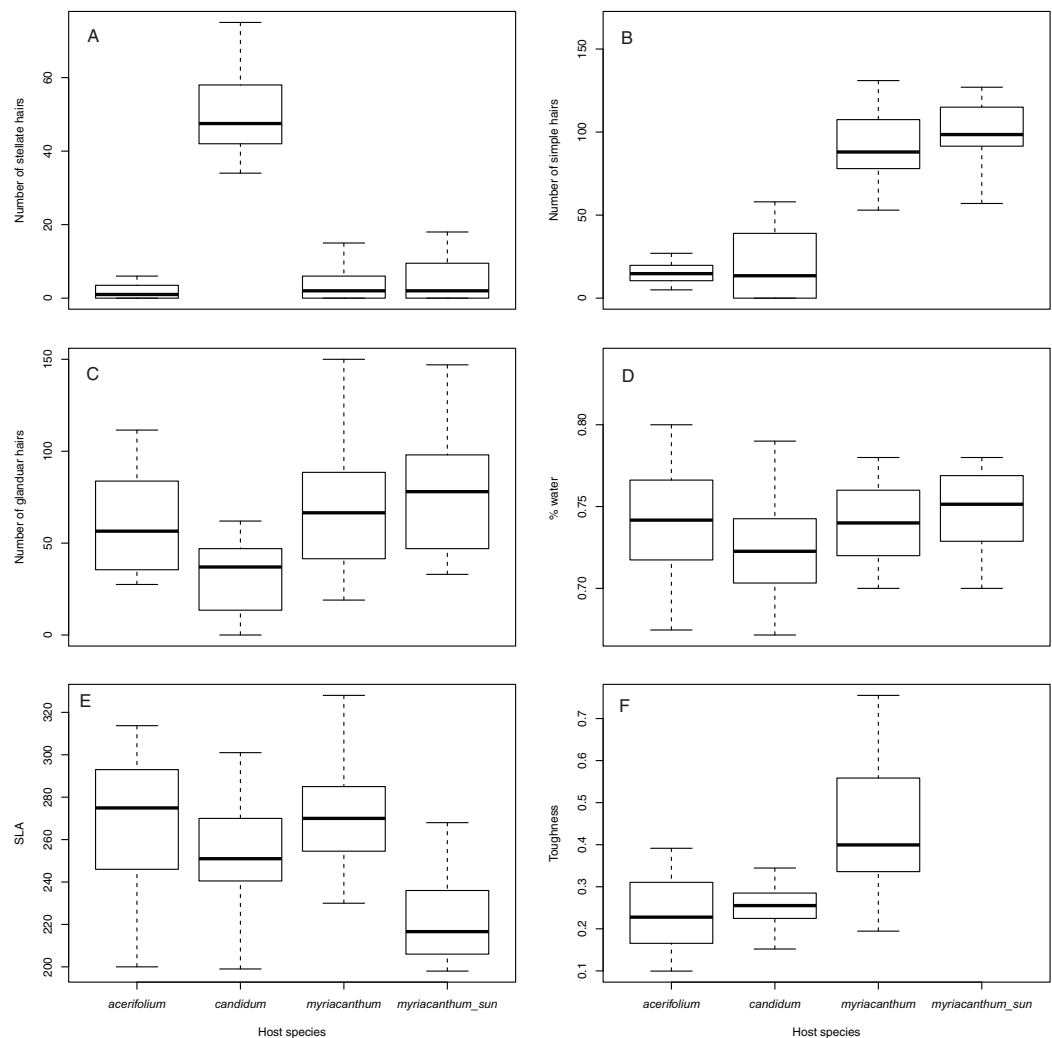 A
Number of stellate hairs
0
20
40
60
B
Number of simple hairs
0
50
100
150
C
Number of glanduar hairs
0
50
100
150
D
% water
0.70
0.75
0.80
E
SLA
200
220
240
260
280
300
320
acerifolium
candidum
myriacanthum
myriacanthum_sun
Host species
F
Toughness
0.1
0.2
0.3
0.4
0.5
0.6
0.7
acerifolium
candidum
myriacanthum
myriacanthum_sun
Host species